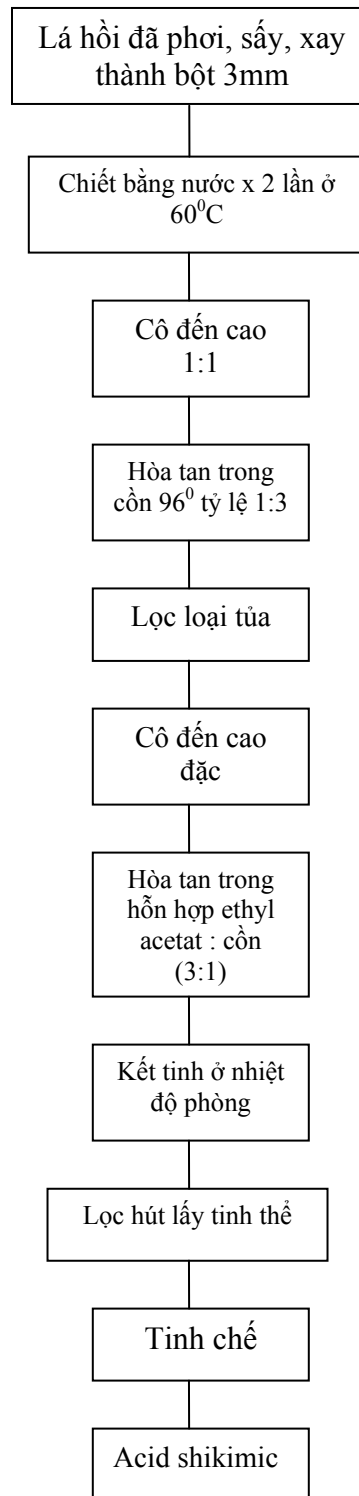 Lá hồi đã phơi, sấy, xay
thành bột 3mm
Chiết bằng nước x 2 lần ở
60⁰C
Cô đến cao
1:1
Hòa tan trong
cồn 96⁰ tỷ lệ 1:3
Lọc loại tủa
Cô đến cao
đặc
Hòa tan trong
hỗn hợp ethyl
acetat : cồn
(3:1)
Kết tinh ở nhiệt
độ phòng
Lọc hút lấy tinh thể
Tinh chế
Acid shikimic